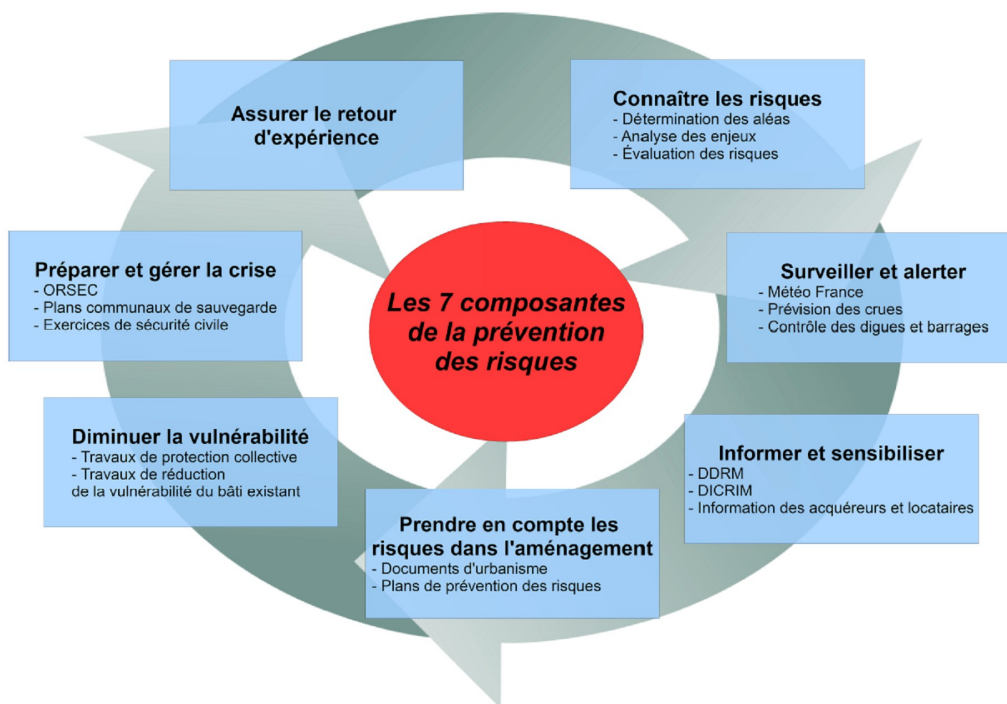 Les 7 composantes
de la prévention
des risques
Connaître les risques
- Détermination des aléas
- Analyse des enjeux
- Évaluation des risques
Surveiller et alerter
- Météo France
- Prévision des crues
- Contrôle des digues et barrages
Informer et sensibiliser
- DDRM
- DICRIM
- Information des acquéreurs et locataires
Prendre en compte les
risques dans l'aménagement
- Documents d'urbanisme
- Plans de prévention des risques
Diminuer la vulnérabilité
- Travaux de protection collective
- Travaux de réduction
de la vulnérabilité du bâti existant
Préparer et gérer la crise
- ORSEC
- Plans communaux de sauvegarde
- Exercices de sécurité civile
Assurer le retour
d'expérience